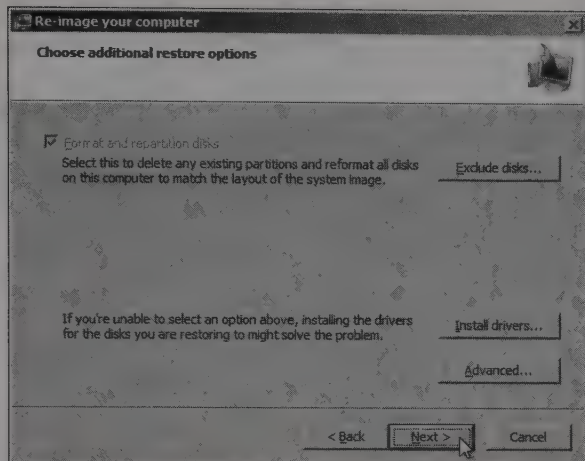 Re-image your computer
Choose additional restore options
Format and repartition disks
Select this to delete any existing partitions and reformat all disks
on this computer to match the layout of the system image.
Exclude disks...
If you're unable to select an option above, installing the drivers
for the disks you are restoring to might solve the problem.
Install drivers...
Advanced...
< Back
Next >
Cancel